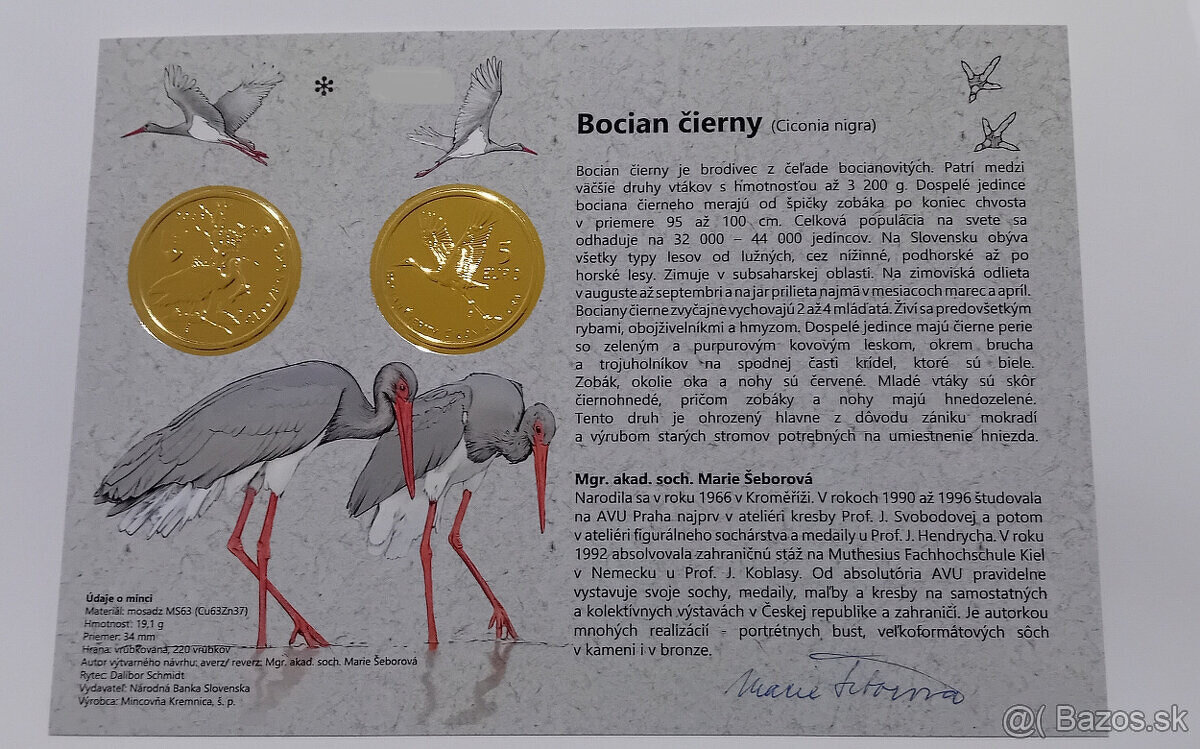 Bocian čierny (Ciconia nigra)
Bocian čierny je brodivec z čeľade bocianovitých. Patrí medzi
väčšie druhy vtákov s hmotnosťou až 3 200 g. Dospelé jedince
bociana čierneho merajú od špičky zobáka po koniec chvosta
v priemere 95 až 100 cm. Celková populácia na svete sa
odhaduje na 32 000 – 44 000 jedincov. Na Slovensku obýva
všetky typy lesov od lužných, cez nížinné, podhorské až po
horské lesy. Zimuje v subsaharskej oblasti. Na zimoviská odlieta
v auguste až septembri a na jar prilieta najmä v mesiacoch marec a apríl.
Bociany čierne zvyčajne vychovajú 2 až 4 mláďatá. Živí sa predovšetkým
rybami, obojživelníkmi a hmyzom. Dospelé jedince majú čierne perie
so zeleným a purpurovým kovovým leskom, okrem brucha
a trojuholníkov na spodnej časti krídel, ktoré sú biele.
Zobák, okolie oka a nohy sú červené. Mladé vtáky sú skôr
čiernohnedé, pričom zobáky a nohy majú hnedozelené.
Tento druh je ohrozený hlavne z dôvodu zániku mokradí
a výrubom starých stromov potrebných na umiestnenie hniezda.
Mgr. akad. soch. Marie Šeborová
Narodila sa v roku 1966 v Kroměříži. V rokoch 1990 až 1996 študovala
na AVU Praha najprv v ateliéri kresby Prof. J. Svobodovej a potom
v ateliéri figurálneho sochárstva a medaily u Prof. J. Hendrycha. V roku
1992 absolvovala zahraničnú stáž na Muthesius Fachhochschule Kiel
v Nemecku u Prof. J. Koblasy. Od absolutória AVU pravidelne
vystavuje svoje sochy, medaily, maľby a kresby na samostatných
a kolektívnych výstavách v Českej republike a zahraničí. Je autorkou
mnohých realizácií - portrétnych bust, veľkoformátových sôch
v kameni i v bronze.
Marie Šeborová
5
EURO
Údaje o minci
Materiál: mosadz MS63 (Cu63Zn37)
Hmotnosť: 19,1 g
Priemer: 34 mm
Hrana: vrúbkovaná, 220 vrúbkov
Autor výtvarného návrhu: averz/ reverz: Mgr. akad. soch. Marie Šeborová
Rytec: Dalibor Schmidt
Vydavateľ: Národná Banka Slovenska
Výrobca: Mincovňa Kremnica, š. p.
@( Bazos.sk